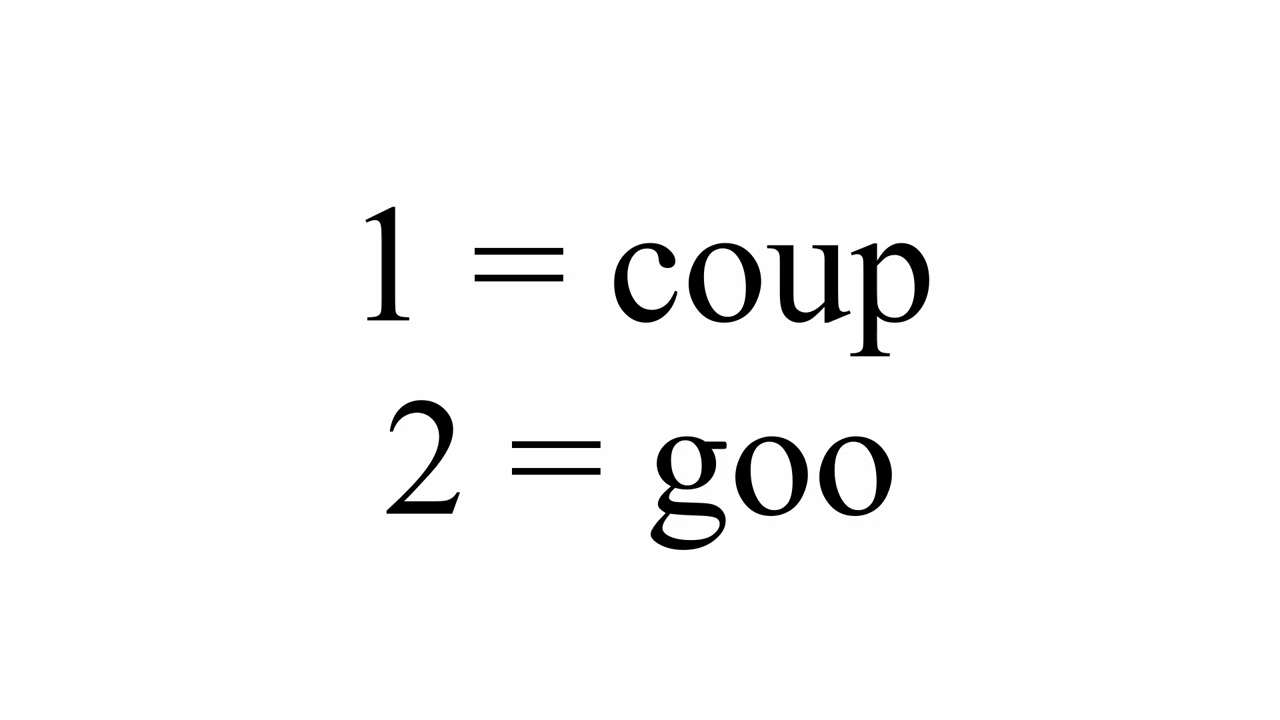 1 = coup
2 = goo